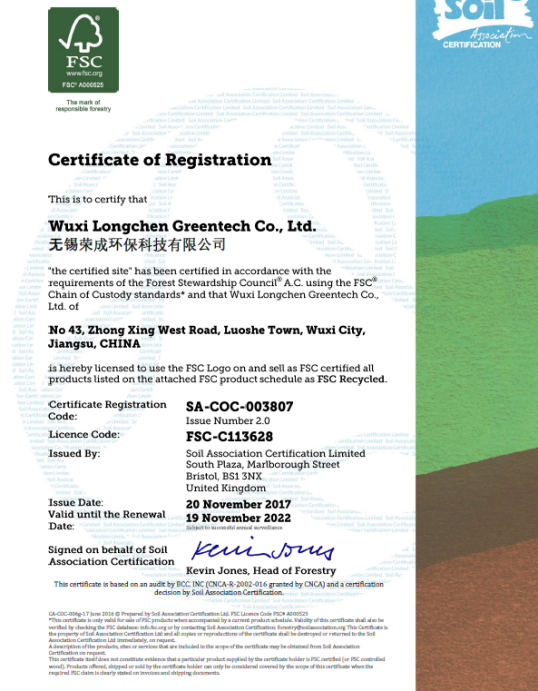 FSC
www.fsc.org
FSC® A000525
The mark of
responsible forestry
Soil
Association
CERTIFICATION
Certificate of Registration
This is to certify that
Wuxi Longchen Greentech Co., Ltd.
无锡荣成环保科技有限公司
"the certified site" has been certified in accordance with the
requirements of the Forest Stewardship Council® A.C. using the FSC®
Chain of Custody standards* and that Wuxi Longchen Greentech Co.,
Ltd. of
No 43, Zhong Xing West Road, Luoshe Town, Wuxi City,
Jiangsu, CHINA
is hereby licensed to use the FSC Logo on and sell as FSC certified all
products listed on the attached FSC product schedule as FSC Recycled.
Certificate Registration
Code:
SA-COC-003807
Issue Number 2.0
Licence Code:
FSC-C113628
Issued By:
Soil Association Certification Limited
South Plaza, Marlborough Street
Bristol, BS1 3NX
United Kingdom
Issue Date:
20 November 2017
Valid until the Renewal
Date:
19 November 2022
Subject to successful annual surveillance
Signed on behalf of Soil
Association Certification
Kevin Jones
Kevin Jones, Head of Forestry
This certificate is based on an audit by BCC, INC (CNCA-R-2002-016 granted by CNCA) and a certification
decision by Soil Association Certification.
CA-COC-006g-17 June 2016 © Prepared by Soil Association Certification Ltd. FSC Licence Code FSC® A000525
*This certificate is only valid for sale of FSC products when accompanied by a current product schedule. Validity of this certificate shall also be
verified by checking the FSC database: info.fsc.org or by contacting Soil Association Certification: forestry@soilassociation.org This Certificate is
the property of Soil Association Certification Ltd and all copies or reproductions of the certificate shall be destroyed or returned to the Soil
Association Certification Ltd immediately, on request.
A description of the products, sites or services that are included in the scope of the certificate may be obtained from Soil Association
Certification on request.
This certificate itself does not constitute evidence that a particular product supplied by the certificate holder is FSC certified (or FSC controlled
wood). Products offered, shipped or sold by the certificate holder can only be considered covered by the scope of this certificate when the
required FSC claim is clearly stated on invoices and shipping documents.